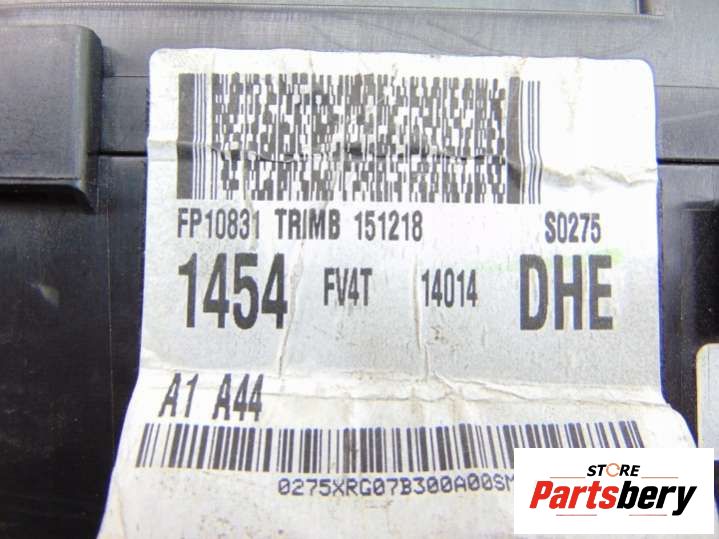 FP10831 TRIMB 151218 S0275
1454 FV4T 14014 DHE
A1 A44
0275XRG07B300A00SM
STORE
Partsbery